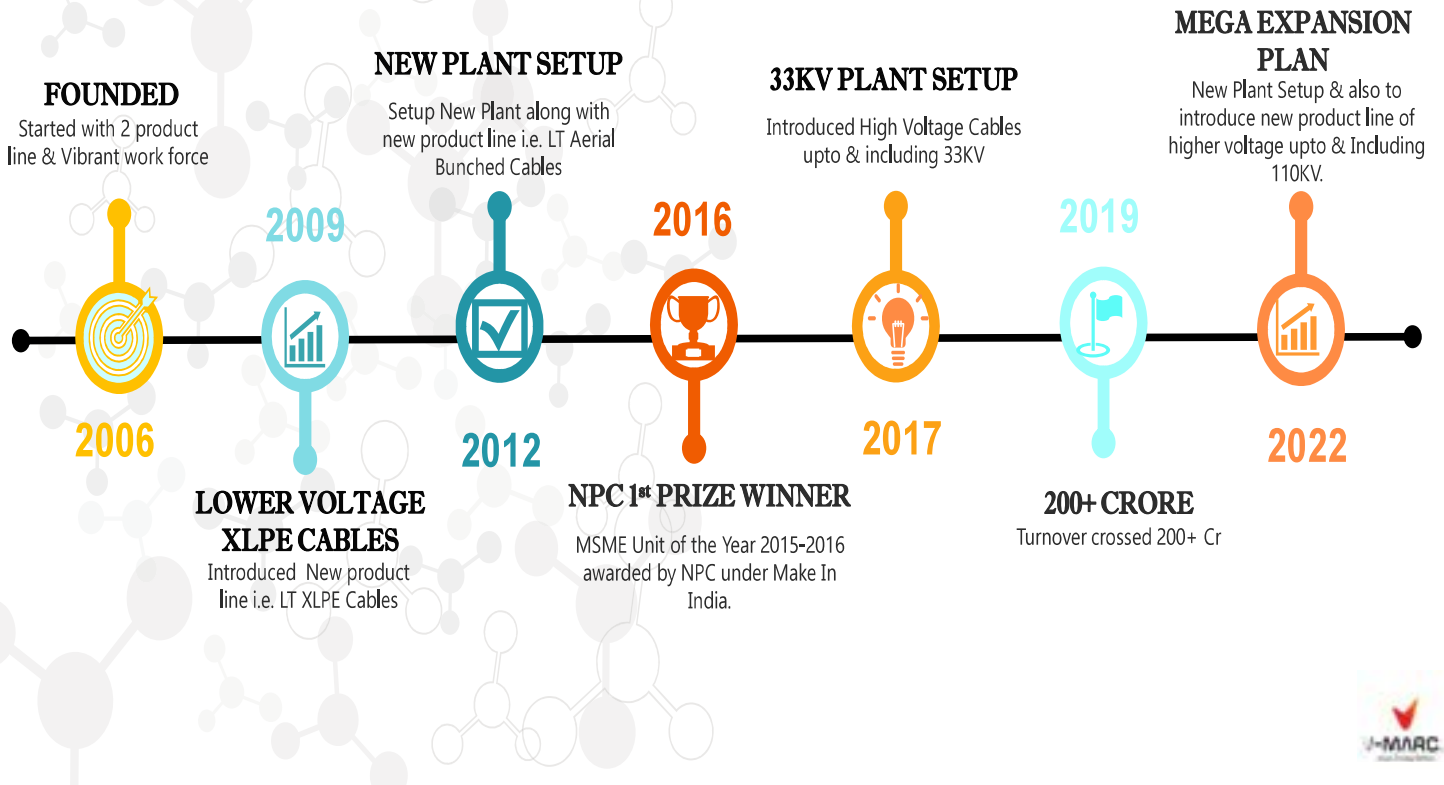 FOUNDED
Started with 2 product
line & Vibrant work force
2006
2009
LOWER VOLTAGE
XLPE CABLES
Introduced New product
line i.e. LT XLPE Cables
NEW PLANT SETUP
Setup New Plant along with
new product line i.e. LT Aerial
Bunched Cables
2012
2016
NPC 1st PRIZE WINNER
MSME Unit of the Year 2015-2016
awarded by NPC under Make In
India.
33KV PLANT SETUP
Introduced High Voltage Cables
upto & including 33KV
2017
2019
200+ CRORE
Turnover crossed 200+ Cr
MEGA EXPANSION
PLAN
New Plant Setup & also to
introduce new product line of
higher voltage upto & Including
110KV.
2022
V-MARC